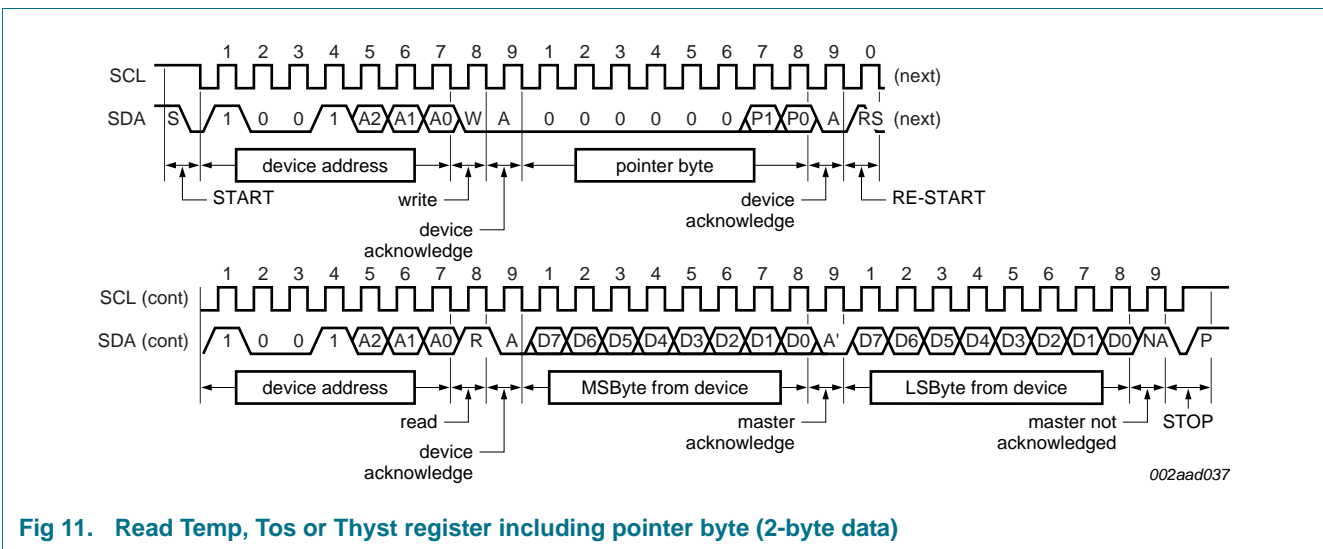 1 2 3 4 5 6 7 8 9 1 2 3 4 5 6 7 8 9 0
SCL (next)
SDA S 1 0 0 1 A2 A1 A0 W A 0 0 0 0 0 0 P1 P0 A RS (next)
device address pointer byte
START write device acknowledge device acknowledge RE-START
1 2 3 4 5 6 7 8 9 1 2 3 4 5 6 7 8 9 1 2 3 4 5 6 7 8 9
SCL (cont)
SDA (cont) 1 0 0 1 A2 A1 A0 R A D7 D6 D5 D4 D3 D2 D1 D0 A' D7 D6 D5 D4 D3 D2 D1 D0 NA P
device address MSByte from device LSByte from device
read device acknowledge master acknowledge master not acknowledged STOP
002aad037
Fig 11. Read Temp, Tos or Thyst register including pointer byte (2-byte data)